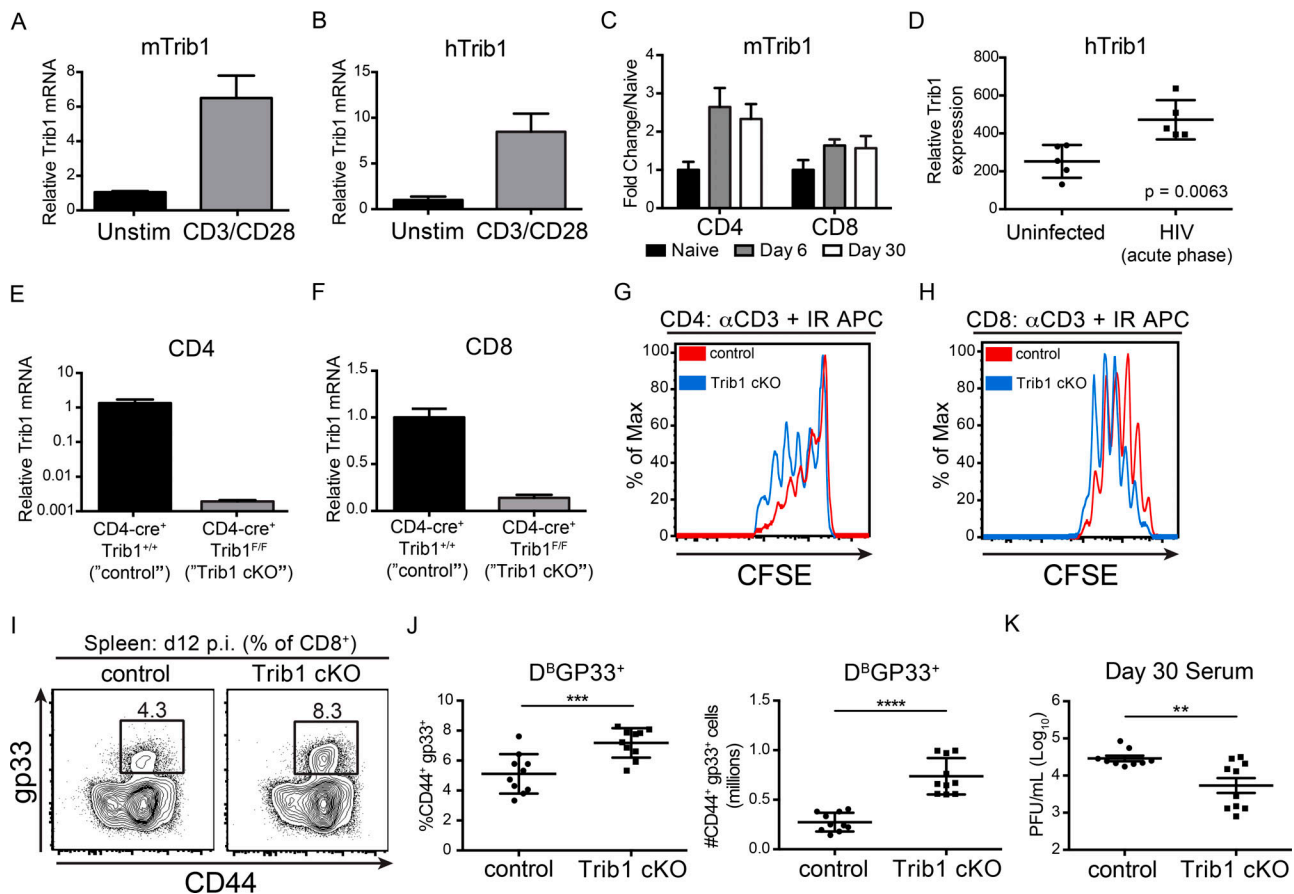 A
mTrib1
Relative Trib1 mRNA
8
6
4
2
0
Unstim
CD3/CD28
B
hTrib1
Relative Trib1 mRNA
15
10
5
0
Unstim
CD3/CD28
C
mTrib1
Fold Change/Naive
4
3
2
1
0
CD4
CD8
Naive
Day 6
Day 30
D
hTrib1
Relative Trib1
expression
800
600
400
200
0
p = 0.0063
Uninfected
HIV
(acute phase)
E
CD4
Relative Trib1 mRNA
10
1
0.1
0.01
0.001
CD4-cre+
Trib1+/+
("control")
CD4-cre+
Trib1F/F
("Trib1 cKO")
F
CD8
Relative Trib1 mRNA
1.5
1.0
0.5
0.0
CD4-cre+
Trib1+/+
("control")
CD4-cre+
Trib1F/F
("Trib1 cKO")
G
CD4: αCD3 + IR APC
% of Max
100
80
60
40
20
0
control
Trib1 cKO
CFSE
H
CD8: αCD3 + IR APC
% of Max
100
80
60
40
20
0
control
Trib1 cKO
CFSE
I
Spleen: d12 p.i. (% of CD8+)
control
Trib1 cKO
4.3
8.3
gp33
CD44
J
DBGP33+
%CD44+ gp33+
10
8
6
4
2
0
***
control
Trib1 cKO
DBGP33+
#CD44+ gp33+ cells
(millions)
1.5
1.0
0.5
0.0
****
control
Trib1 cKO
K
Day 30 Serum
PFU/mL (Log10)
6
5
4
3
2
**
control
Trib1 cKO